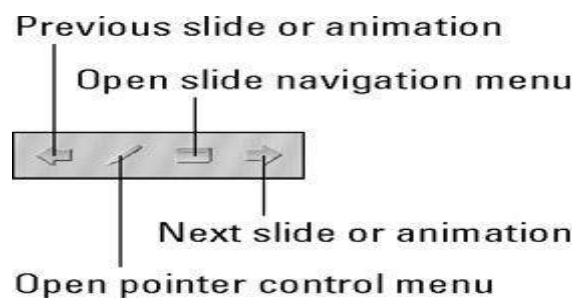 Previous slide or animation
Open slide navigation menu
Next slide or animation
Open pointer control menu